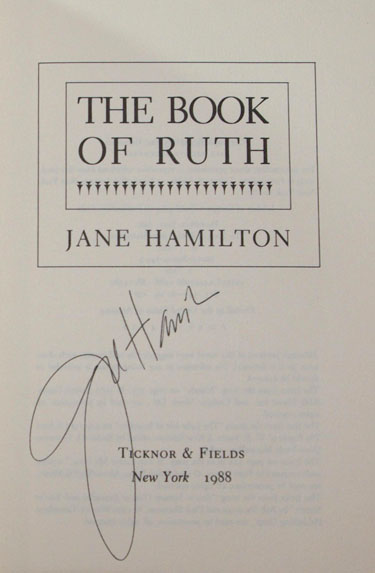 THE BOOK
OF RUTH
JANE HAMILTON
TICKNOR & FIELDS
New York 1988